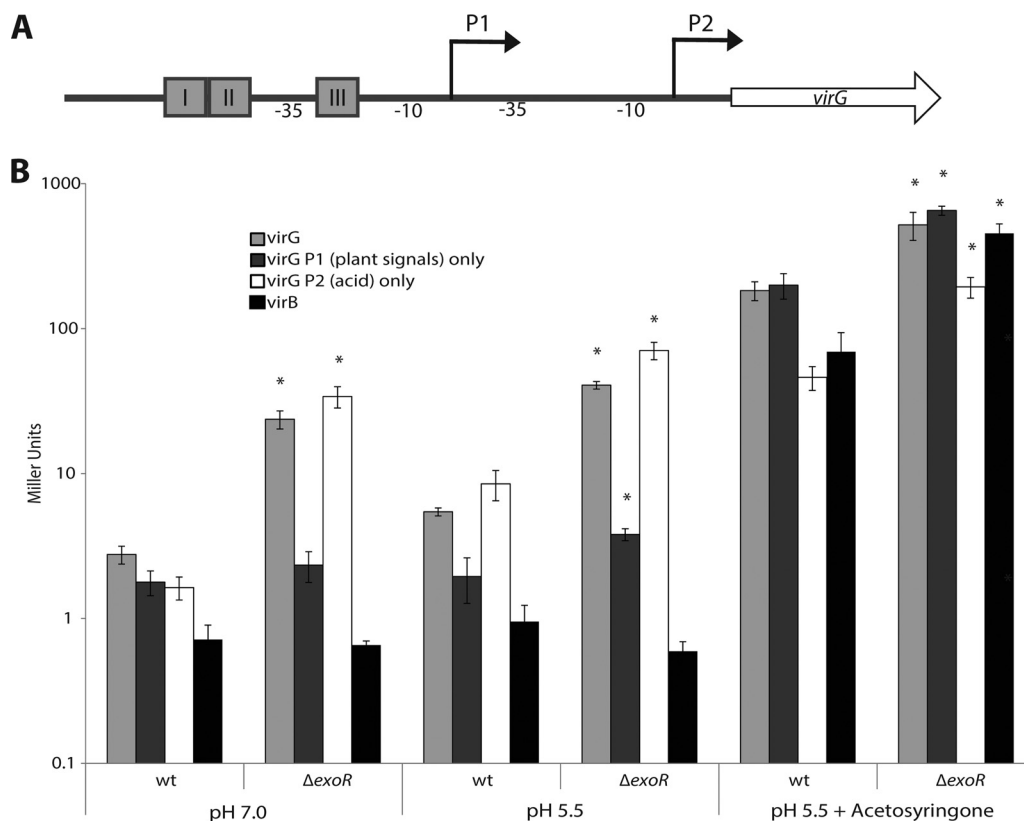 A
P1
P2
I II III
-35 -10 -35 -10
virG
B
1000
100
10
1
0.1
Miller Units
virG
virG P1 (plant signals) only
virG P2 (acid) only
virB
* * * * * * * * *
wt ΔexoR wt ΔexoR wt ΔexoR
pH 7.0 pH 5.5 pH 5.5 + Acetosyringone